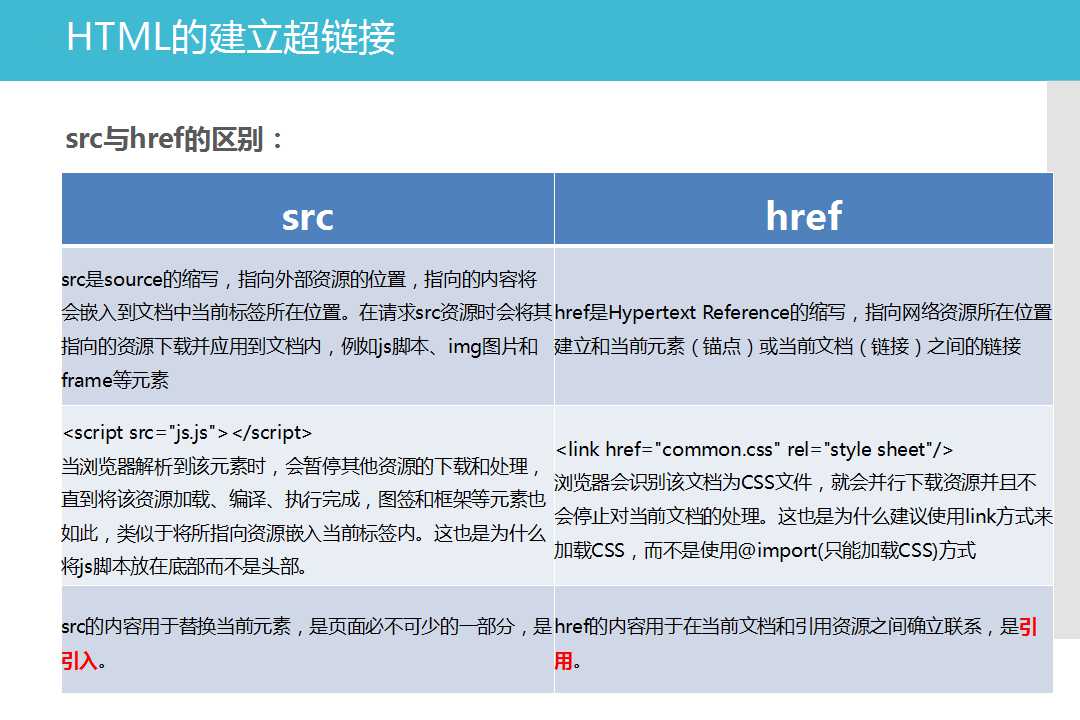 HTML的建立超链接
src与href的区别：
src
href
src是source的缩写，指向外部资源的位置，指向的内容将
会嵌入到文档中当前标签所在位置。在请求src资源时会将其
指向的资源下载并应用到文档内，例如js脚本、img图片和
frame等元素
href是Hypertext Reference的缩写，指向网络资源所在位置
建立和当前元素（锚点）或当前文档（链接）之间的链接
<script src="js.js"></script>
当浏览器解析到该元素时，会暂停其他资源的下载和处理，
直到将该资源加载、编译、执行完成，图签和框架等元素也
如此，类似于将所指向资源嵌入当前标签内。这也是为什么
将js脚本放在底部而不是头部。
<link href="common.css" rel="style sheet"/>
浏览器会识别该文档为CSS文件，就会并行下载资源并且不
会停止对当前文档的处理。这也是为什么建议使用link方式来
加载CSS，而不是使用@import(只能加载CSS)方式
src的内容用于替换当前元素，是页面必不可少的一部分，是
引入。
href的内容用于在当前文档和引用资源之间确立联系，是引
用。